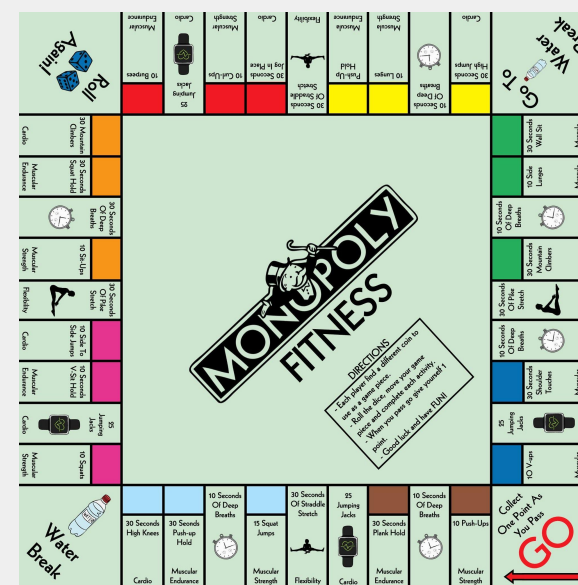 Roll
Again!
10 Burpees
Muscular
Endurance
25
Jumping
Jacks
Cardio
10 Curl-Ups
Muscular
Strength
30 Seconds
Jog In Place
Cardio
30 Seconds
Of Straddle
Stretch
Flexibility
Push-Up
Hold
Muscular
Endurance
10 Lunges
Muscular
Strength
10 Seconds
Of Deep
Breaths
30 Seconds
High Jumps
Cardio
Go To
Water
Break
30 Mountain
Climbers
Cardio
30 Seconds
Squat Hold
Muscular
Endurance
30 Seconds
Of Deep
Breaths
10 Sit-Ups
Muscular
Strength
30 Seconds
Of Pike
Stretch
Flexibility
10 Side To
Side Jumps
Cardio
10 Seconds
V-Sit Hold
Muscular
Endurance
25
Jumping
Jacks
Cardio
10 Squats
Muscular
Strength
MONOPOLY
FITNESS
DIRECTIONS
- Each player find a different coin to
use as a game piece.
- Roll the dice, move your game
piece and complete each activity.
- When you pass go give yourself 1
point.
- Good luck and have FUN!
30 Seconds
Wall Sit
10 Side
Lunges
10 Seconds
Of Deep
Breaths
30 Seconds
Mountain
Climbers
30 Seconds
Of Pike
Stretch
10 Seconds
Of Deep
Breaths
30 Seconds
Shoulder
Touches
25
Jumping
Jacks
10 V-ups
Water
Break
30 Seconds
High Knees
Cardio
30 Seconds
Push-up
Hold
Muscular
Endurance
10 Seconds
Of Deep
Breaths
15 Squat
Jumps
Muscular
Strength
30 Seconds
Of Straddle
Stretch
Flexibility
25
Jumping
Jacks
Cardio
30 Seconds
Plank Hold
Muscular
Endurance
10 Seconds
Of Deep
Breaths
10 Push-Ups
Muscular
Strength
Collect
One Point As
You Pass
GO